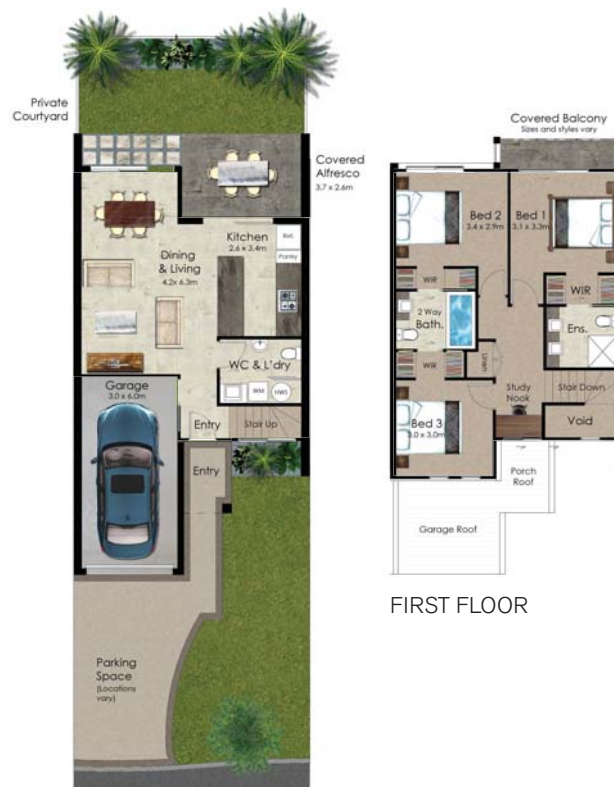 Private
Courtyard
Covered
Alfresco
3.7 x 2.6m
Kitchen
2.6 x 3.4m
Ref.
Pantry
Dining
& Living
4.2x 6.3m
WC & L'dry
WM
HWS
Garage
3.0 x 6.0m
Entry
Stair Up
Entry
Parking
Space
(Locations
vary)
Covered Balcony
Sizes and styles vary
Bed 2
3.4 x 2.9m
Bed 1
3.1 x 3.3m
WIR
WIR
2 Way
Bath.
Ens.
WIR
Linen
Study
Nook
Stair Down
Void
Bed 3
3.0 x 3.0m
Porch
Roof
Garage Roof
FIRST FLOOR